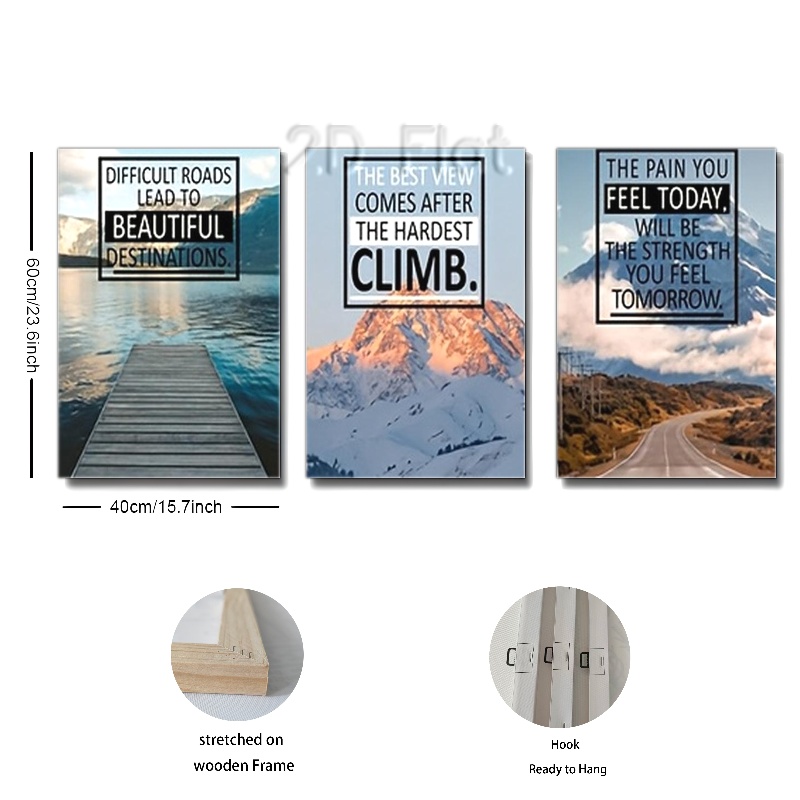 2D Flat
DIFFICULT ROADS
LEAD TO
BEAUTIFUL
DESTINATIONS.
THE BEST VIEW
COMES AFTER
THE HARDEST
CLIMB.
THE PAIN YOU
FEEL TODAY,
WILL BE
THE STRENGTH
YOU FEEL
TOMORROW.
60cm/23.6inch
40cm/15.7inch
stretched on
wooden Frame
Hook
Ready to Hang